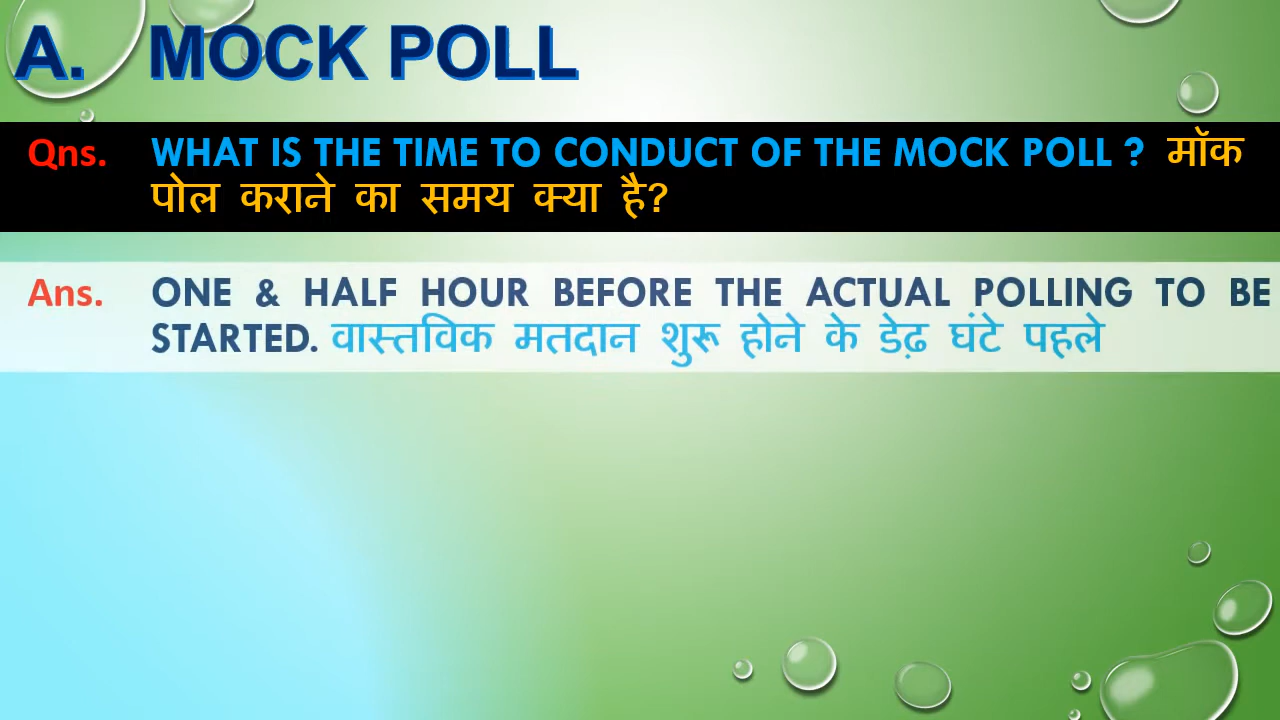 A. MOCK POLL
Qns. WHAT IS THE TIME TO CONDUCT OF THE MOCK POLL ? मॉक
पोल कराने का समय क्या है?
Ans. ONE & HALF HOUR BEFORE THE ACTUAL POLLING TO BE
STARTED. वास्तविक मतदान शुरू होने के डेढ़ घंटे पहले